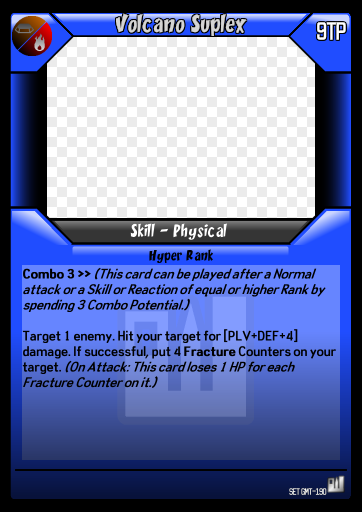 Volcano Suplex
9TP
Skill - Physical
Hyper Rank
Combo 3 >> (This card can be played after a Normal
attack or a Skill or Reaction of equal or higher Rank by
spending 3 Combo Potential.)
Target 1 enemy. Hit your target for [PLV+DEF+4]
damage. If successful, put 4 Fracture Counters on your
target. (On Attack: This card loses 1 HP for each
Fracture Counter on it.)
SET GMT-190